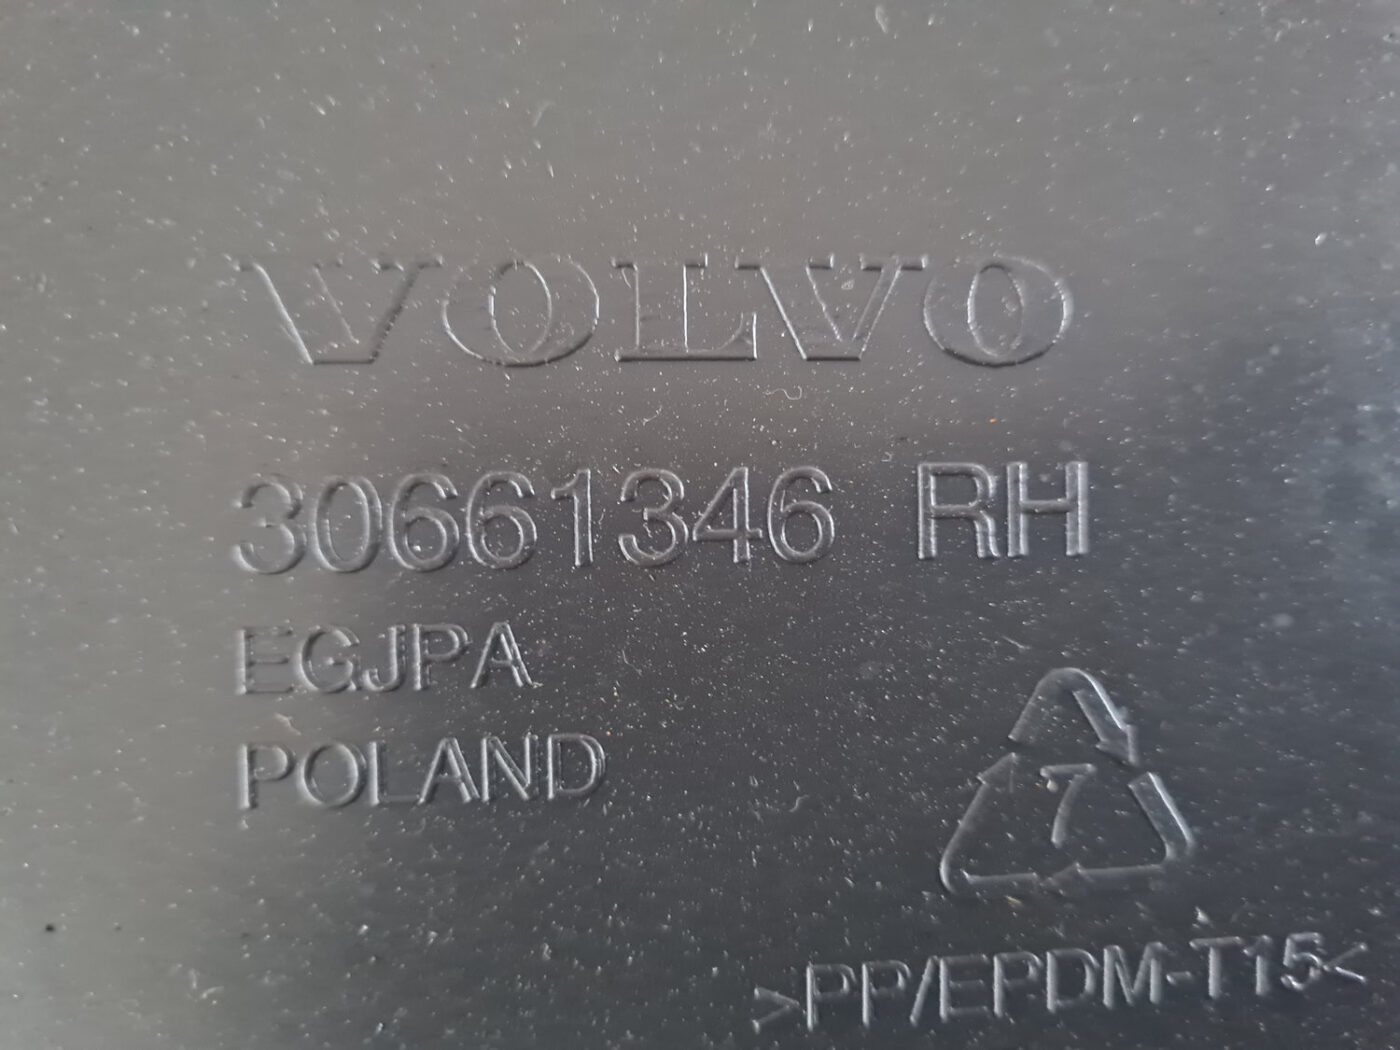 VOLVO
30661346 RH
EGJPA
POLAND
7
>PP/EPDM-T15<